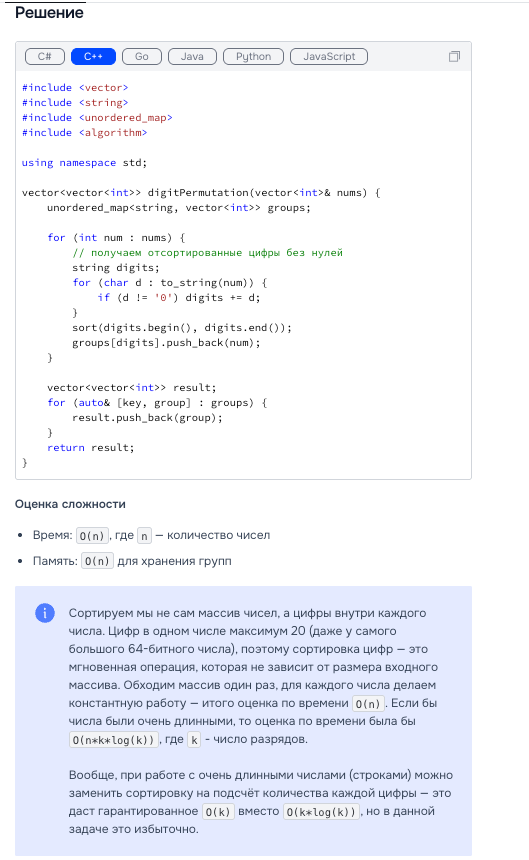 Решение
C#
C++
Go
Java
Python
JavaScript
#include <vector>
#include <string>
#include <unordered_map>
#include <algorithm>
using namespace std;
vector<vector<int>> digitPermutation(vector<int>& nums) {
    unordered_map<string, vector<int>> groups;
    for (int num : nums) {
        // получаем отсортированные цифры без нулей
        string digits;
        for (char d : to_string(num)) {
            if (d != '0') digits += d;
        }
        sort(digits.begin(), digits.end());
        groups[digits].push_back(num);
    }
    vector<vector<int>> result;
    for (auto& [key, group] : groups) {
        result.push_back(group);
    }
    return result;
}
Оценка сложности
• Время: O(n), где n — количество чисел
• Память: O(n) для хранения групп
Сортируем мы не сам массив чисел, а цифры внутри каждого
числа. Цифр в одном числе максимум 20 (даже у самого
большого 64-битного числа), поэтому сортировка цифр — это
мгновенная операция, которая не зависит от размера входного
массива. Обходим массив один раз, для каждого числа делаем
константную работу — итого оценка по времени O(n). Если бы
числа были очень длинными, то оценка по времени была бы
O(n*k*log(k)), где k - число разрядов.
Вообще, при работе с очень длинными числами (строками) можно
заменить сортировку на подсчёт количества каждой цифры — это
даст гарантированное O(k) вместо O(k*log(k)), но в данной
задаче это избыточно.